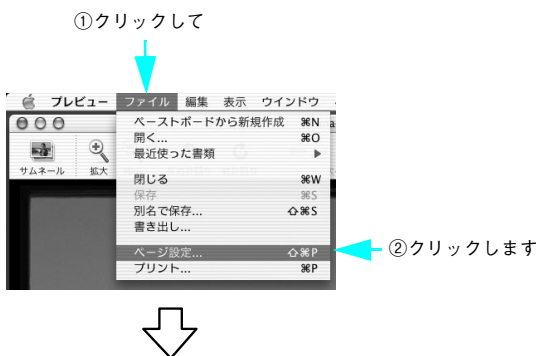 ①クリックして
プレビュー ファイル 編集 表示 ウインドウ
ペーストボードから新規作成 ⌘N
開く... ⌘O
最近使った書類 ▶
サムネール 拡大
閉じる ⌘W
保存 ⌘S
別名で保存... ⇧⌘S
書き出し...
ページ設定... ⇧⌘P
②クリックします
プリント... ⌘P